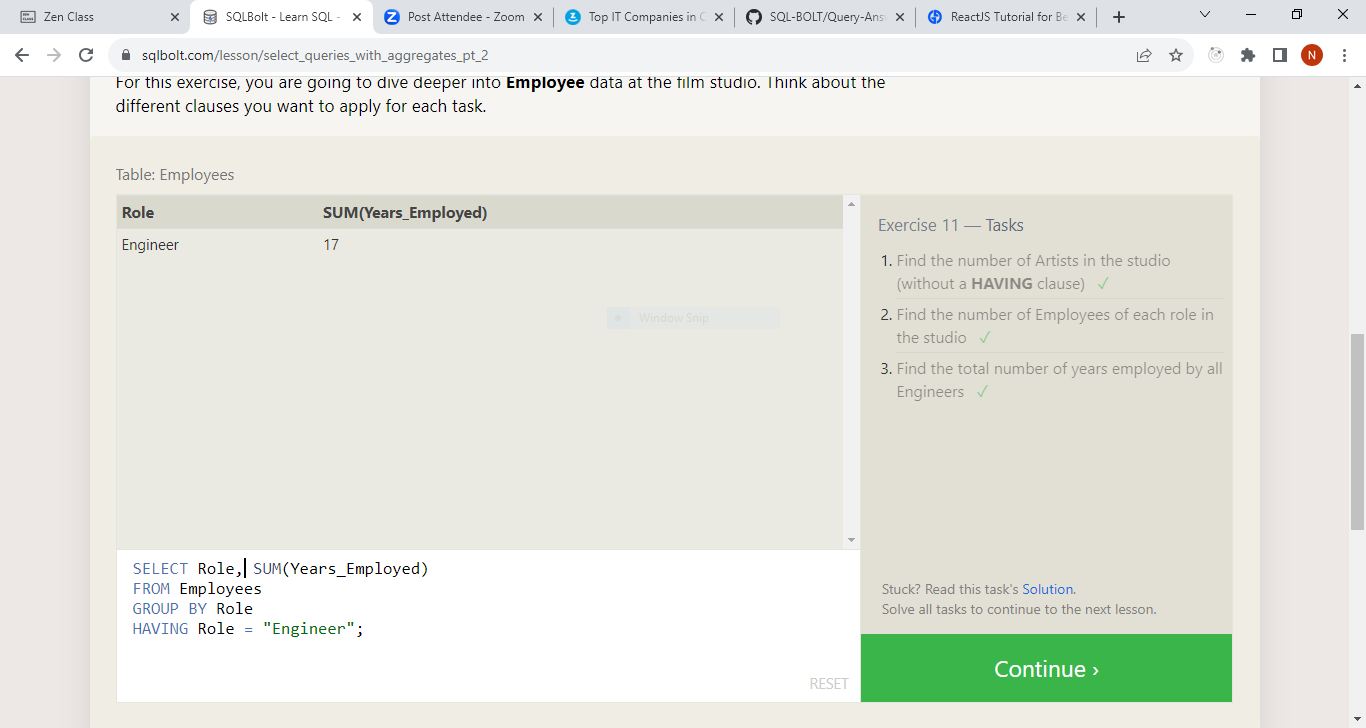 Zen Class
SQLBolt - Learn SQL -
Post Attendee - Zoom
Top IT Companies in C
SQL-BOLT/Query-Answ
ReactJS Tutorial for Be
sqlbolt.com/lesson/select_queries_with_aggregates_pt_2
N
For this exercise, you are going to dive deeper into Employee data at the film studio. Think about the
different clauses you want to apply for each task.
Table: Employees
Role SUM(Years_Employed)
Engineer 17
Window Snip
Exercise 11 — Tasks
1. Find the number of Artists in the studio
(without a HAVING clause) ✓
2. Find the number of Employees of each role in
the studio ✓
3. Find the total number of years employed by all
Engineers ✓
Stuck? Read this task's Solution.
Solve all tasks to continue to the next lesson.
Continue ›
SELECT Role, SUM(Years_Employed)
FROM Employees
GROUP BY Role
HAVING Role = "Engineer";
RESET